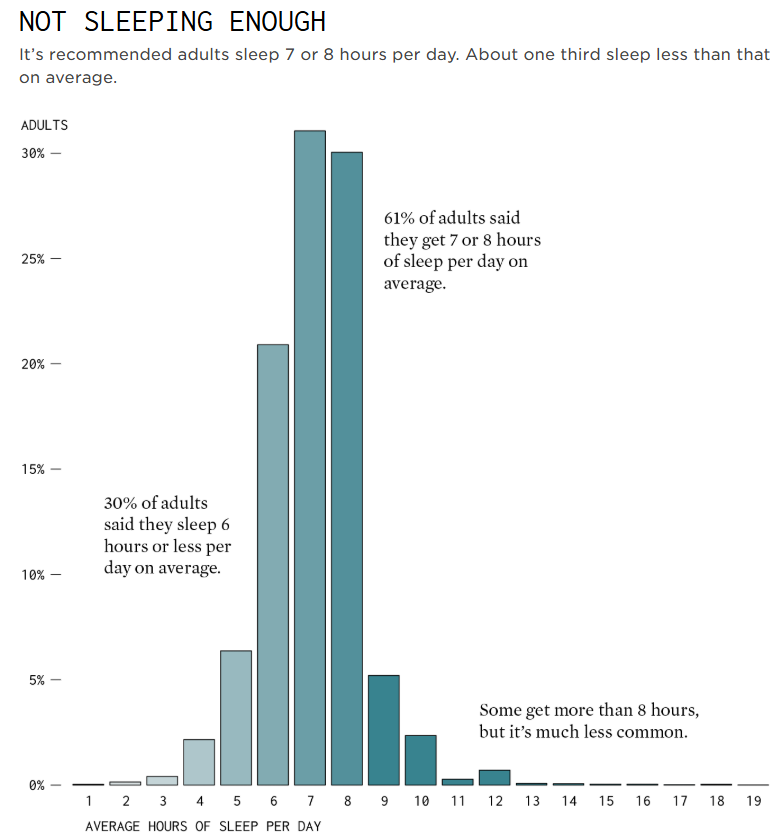 NOT SLEEPING ENOUGH
It's recommended adults sleep 7 or 8 hours per day. About one third sleep less than that
on average.
ADULTS
30%
61% of adults said
they get 7 or 8 hours
of sleep per day on
average.
25%
20%
15%
30% of adults
said they sleep 6
hours or less per
day on average.
10%
5%
Some get more than 8 hours,
but it's much less common.
0%
1 2 3 4 5 6 7 8 9 10 11 12 13 14 15 16 17 18 19
AVERAGE HOURS OF SLEEP PER DAY